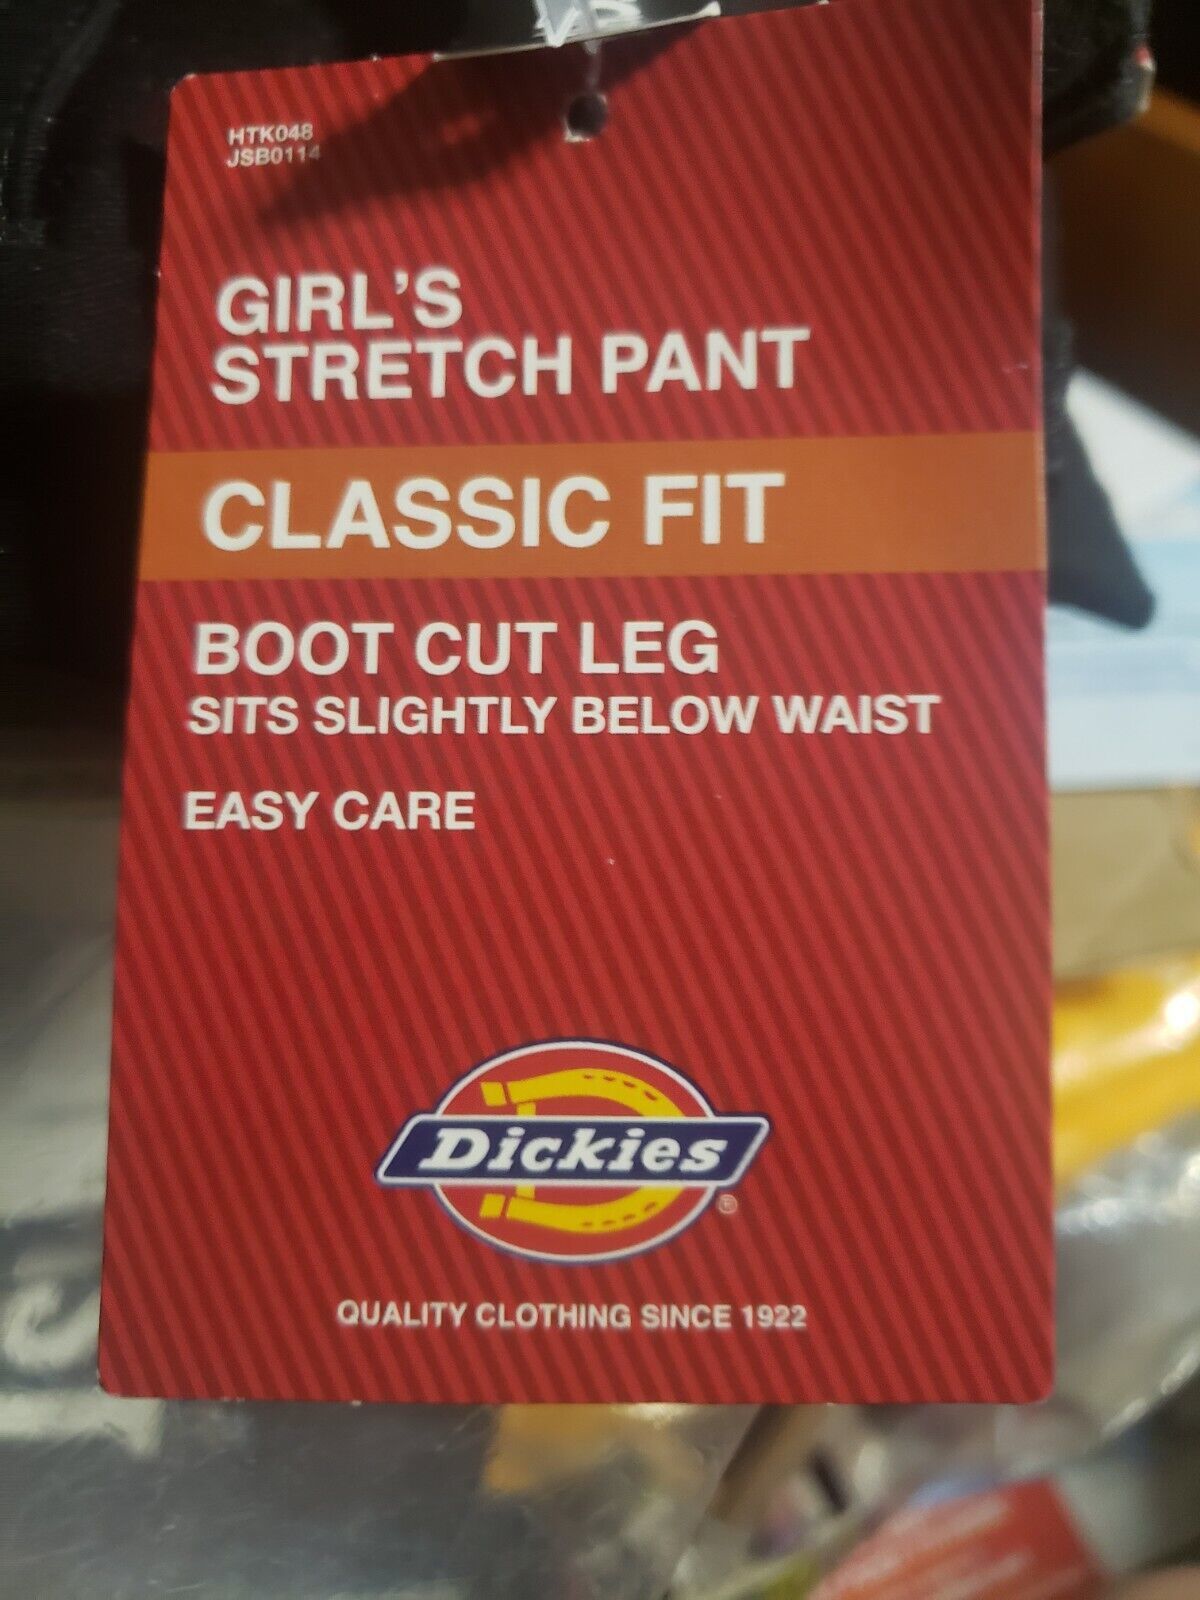 HTK048
JSB0114
GIRL'S
STRETCH PANT
CLASSIC FIT
BOOT CUT LEG
SITS SLIGHTLY BELOW WAIST
EASY CARE
Dickies
®
QUALITY CLOTHING SINCE 1922